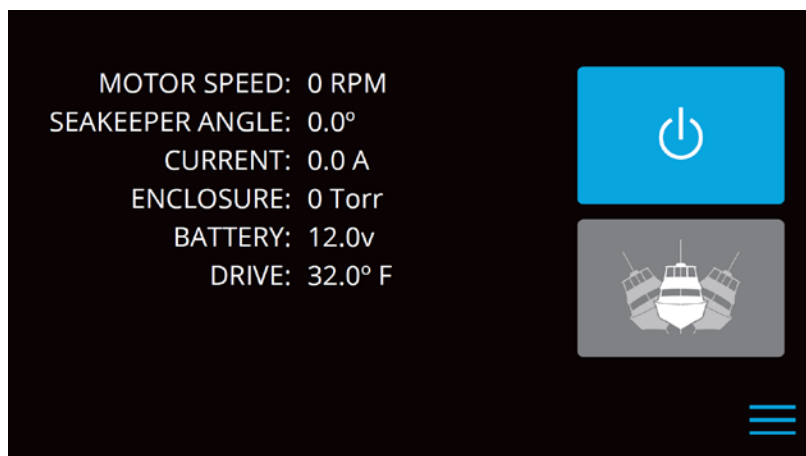 MOTOR SPEED: 0 RPM
SEAKEEPER ANGLE: 0.0º
CURRENT: 0.0 A
ENCLOSURE: 0 Torr
BATTERY: 12.0v
DRIVE: 32.0º F